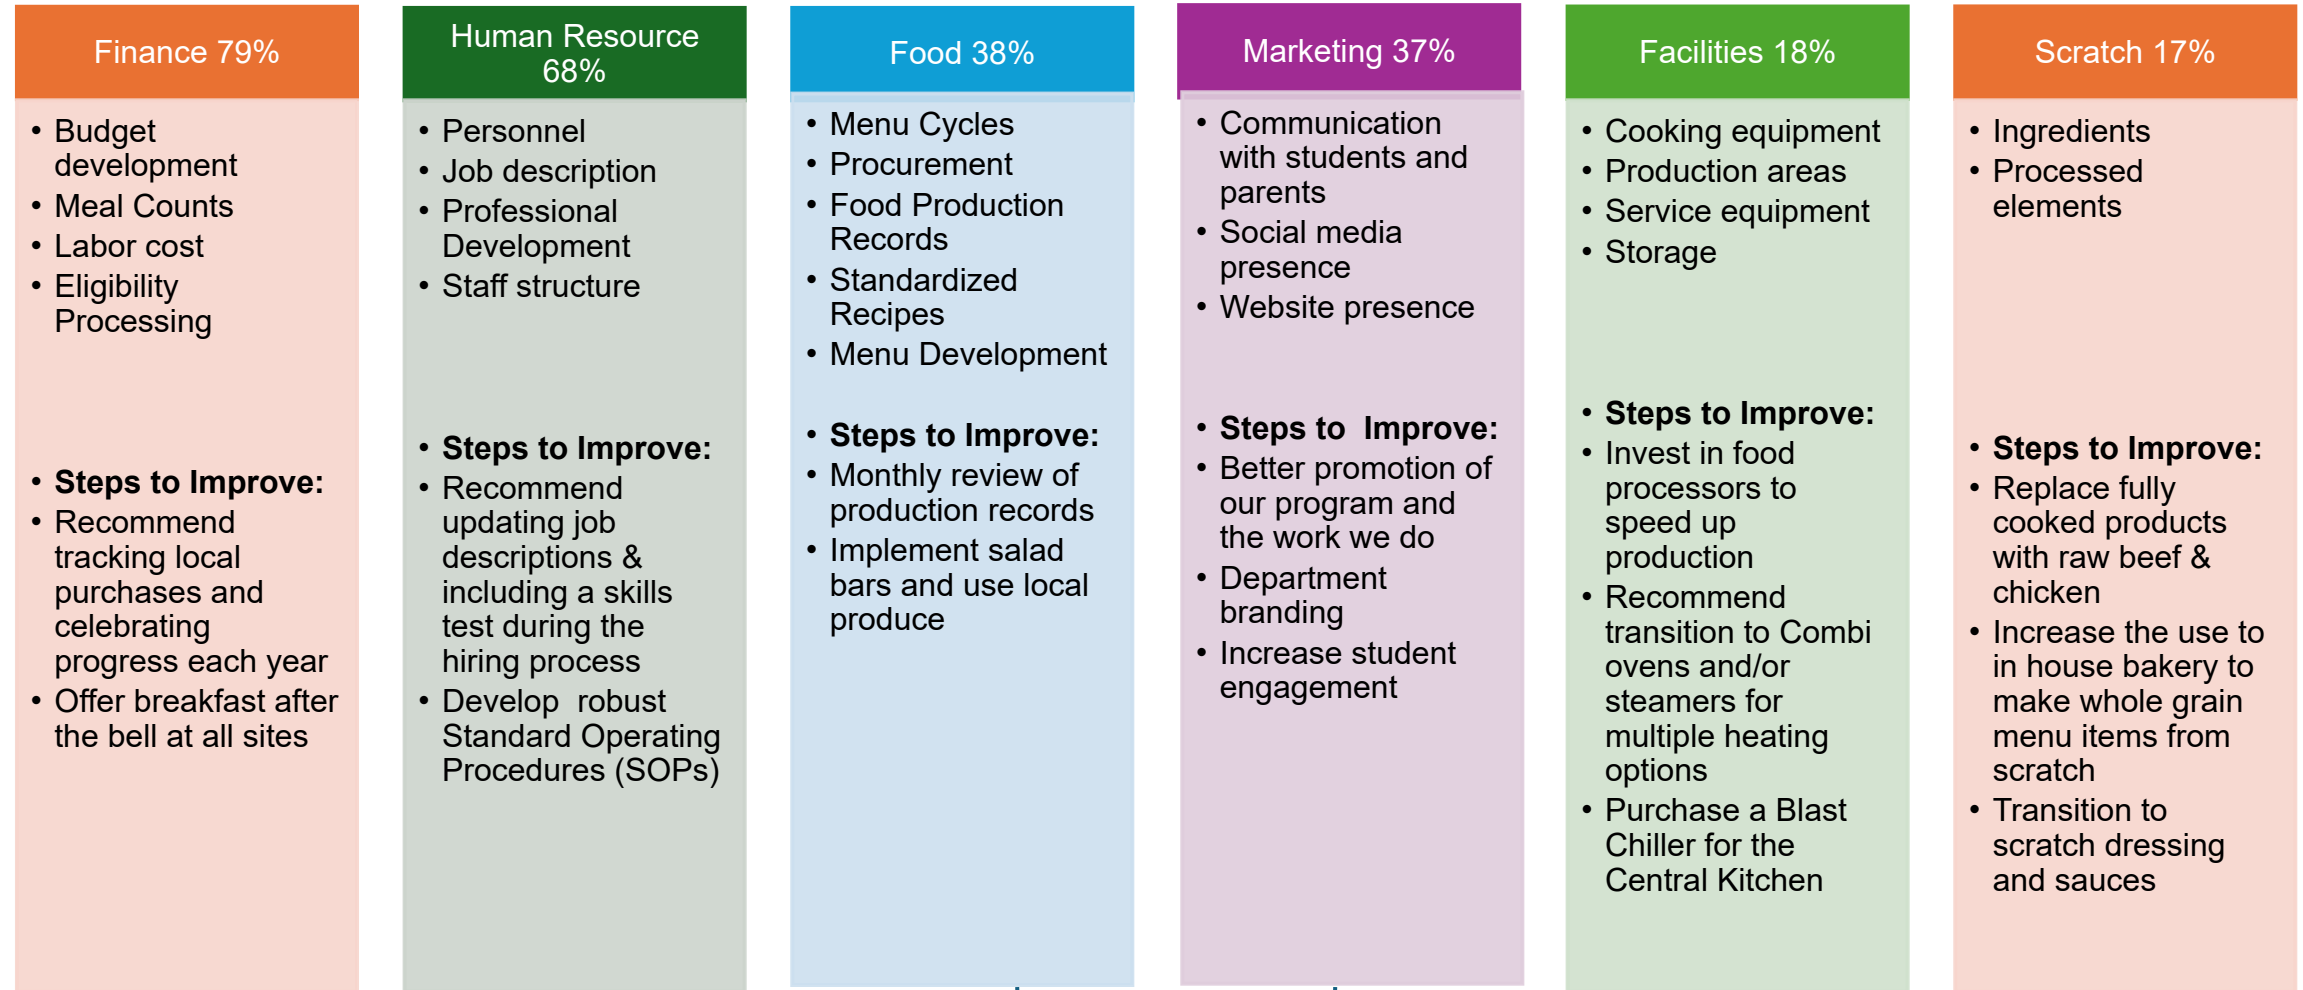 Finance 79%
• Budget
development
• Meal Counts
• Labor cost
• Eligibility
Processing
• Steps to Improve:
• Recommend
tracking local
purchases and
celebrating
progress each year
• Offer breakfast after
the bell at all sites
Human Resource
68%
• Personnel
• Job description
• Professional
Development
• Staff structure
• Steps to Improve:
• Recommend
updating job
descriptions &
including a skills
test during the
hiring process
• Develop  robust
Standard Operating
Procedures (SOPs)
Food 38%
• Menu Cycles
• Procurement
• Food Production
Records
• Standardized
Recipes
• Menu Development
• Steps to Improve:
• Monthly review of
production records
• Implement salad
bars and use local
produce
Marketing 37%
• Communication
with students and
parents
• Social media
presence
• Website presence
• Steps to  Improve:
• Better promotion of
our program and
the work we do
• Department
branding
• Increase student
engagement
Facilities 18%
• Cooking equipment
• Production areas
• Service equipment
• Storage
• Steps to Improve:
• Invest in food
processors to
speed up
production
• Recommend
transition to Combi
ovens and/or
steamers for
multiple heating
options
• Purchase a Blast
Chiller for the
Central Kitchen
Scratch 17%
• Ingredients
• Processed
elements
• Steps to Improve:
• Replace fully
cooked products
with raw beef &
chicken
• Increase the use to
in house bakery to
make whole grain
menu items from
scratch
• Transition to
scratch dressing
and sauces